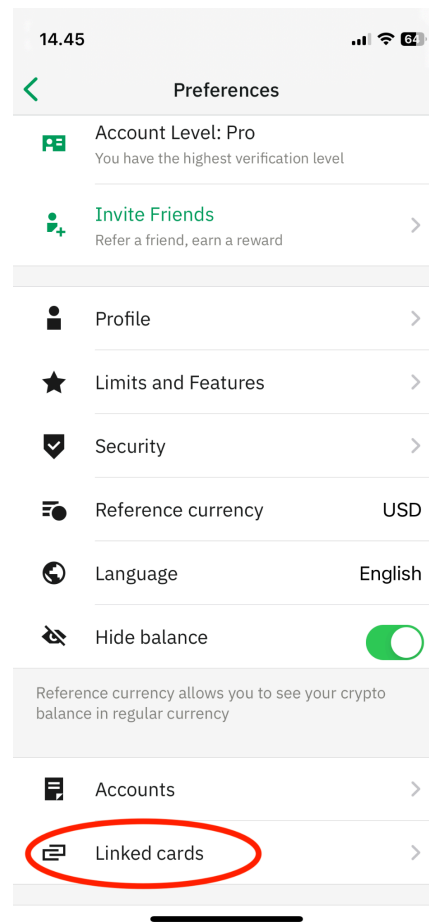 14.45
64
Preferences
Account Level: Pro
You have the highest verification level
Invite Friends
Refer a friend, earn a reward
Profile
Limits and Features
Security
Reference currency USD
Language English
Hide balance
Reference currency allows you to see your crypto
balance in regular currency
Accounts
Linked cards